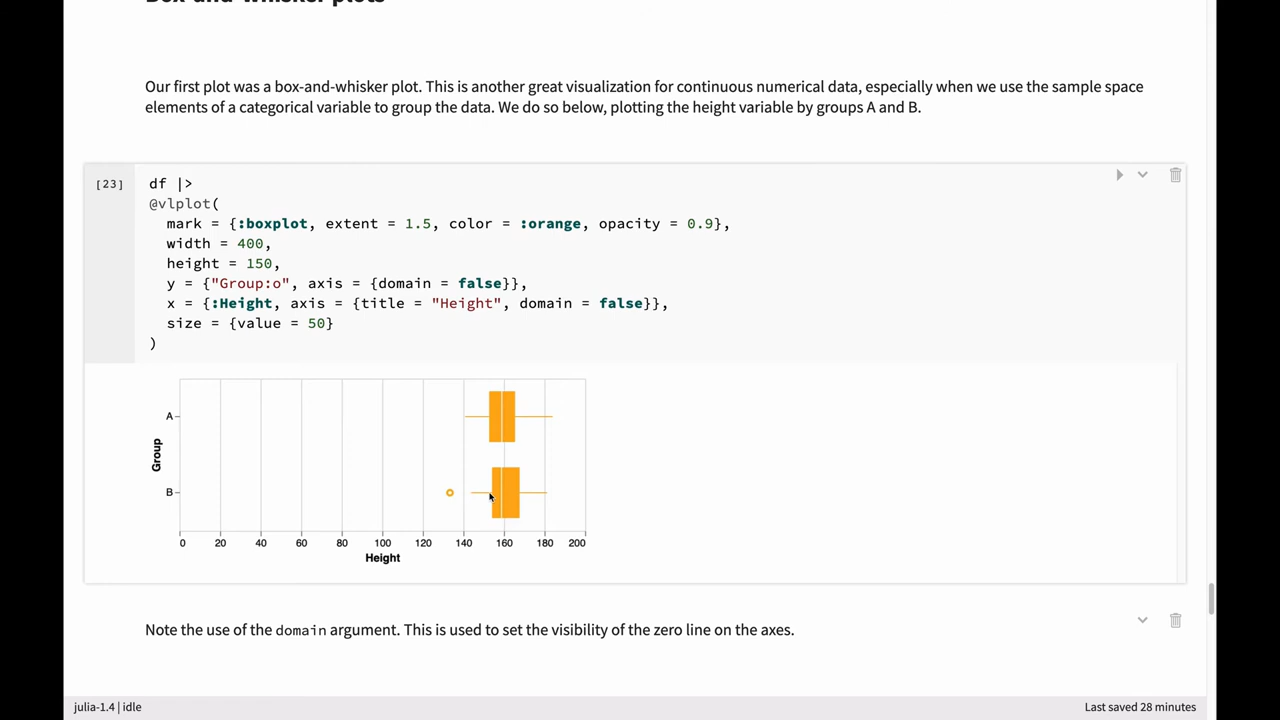 Box-and-whisker plots
Our first plot was a box-and-whisker plot. This is another great visualization for continuous numerical data, especially when we use the sample space
elements of a categorical variable to group the data. We do so below, plotting the height variable by groups A and B.
[23]
df |>
@vlplot(
  mark = {:boxplot, extent = 1.5, color = :orange, opacity = 0.9},
  width = 400,
  height = 150,
  y = {"Group:o", axis = {domain = false}},
  x = {:Height, axis = {title = "Height", domain = false}},
  size = {value = 50}
)
A
Group
B
0 20 40 60 80 100 120 140 160 180 200
Height
Note the use of the domain argument. This is used to set the visibility of the zero line on the axes.
julia-1.4 | idle
Last saved 28 minutes